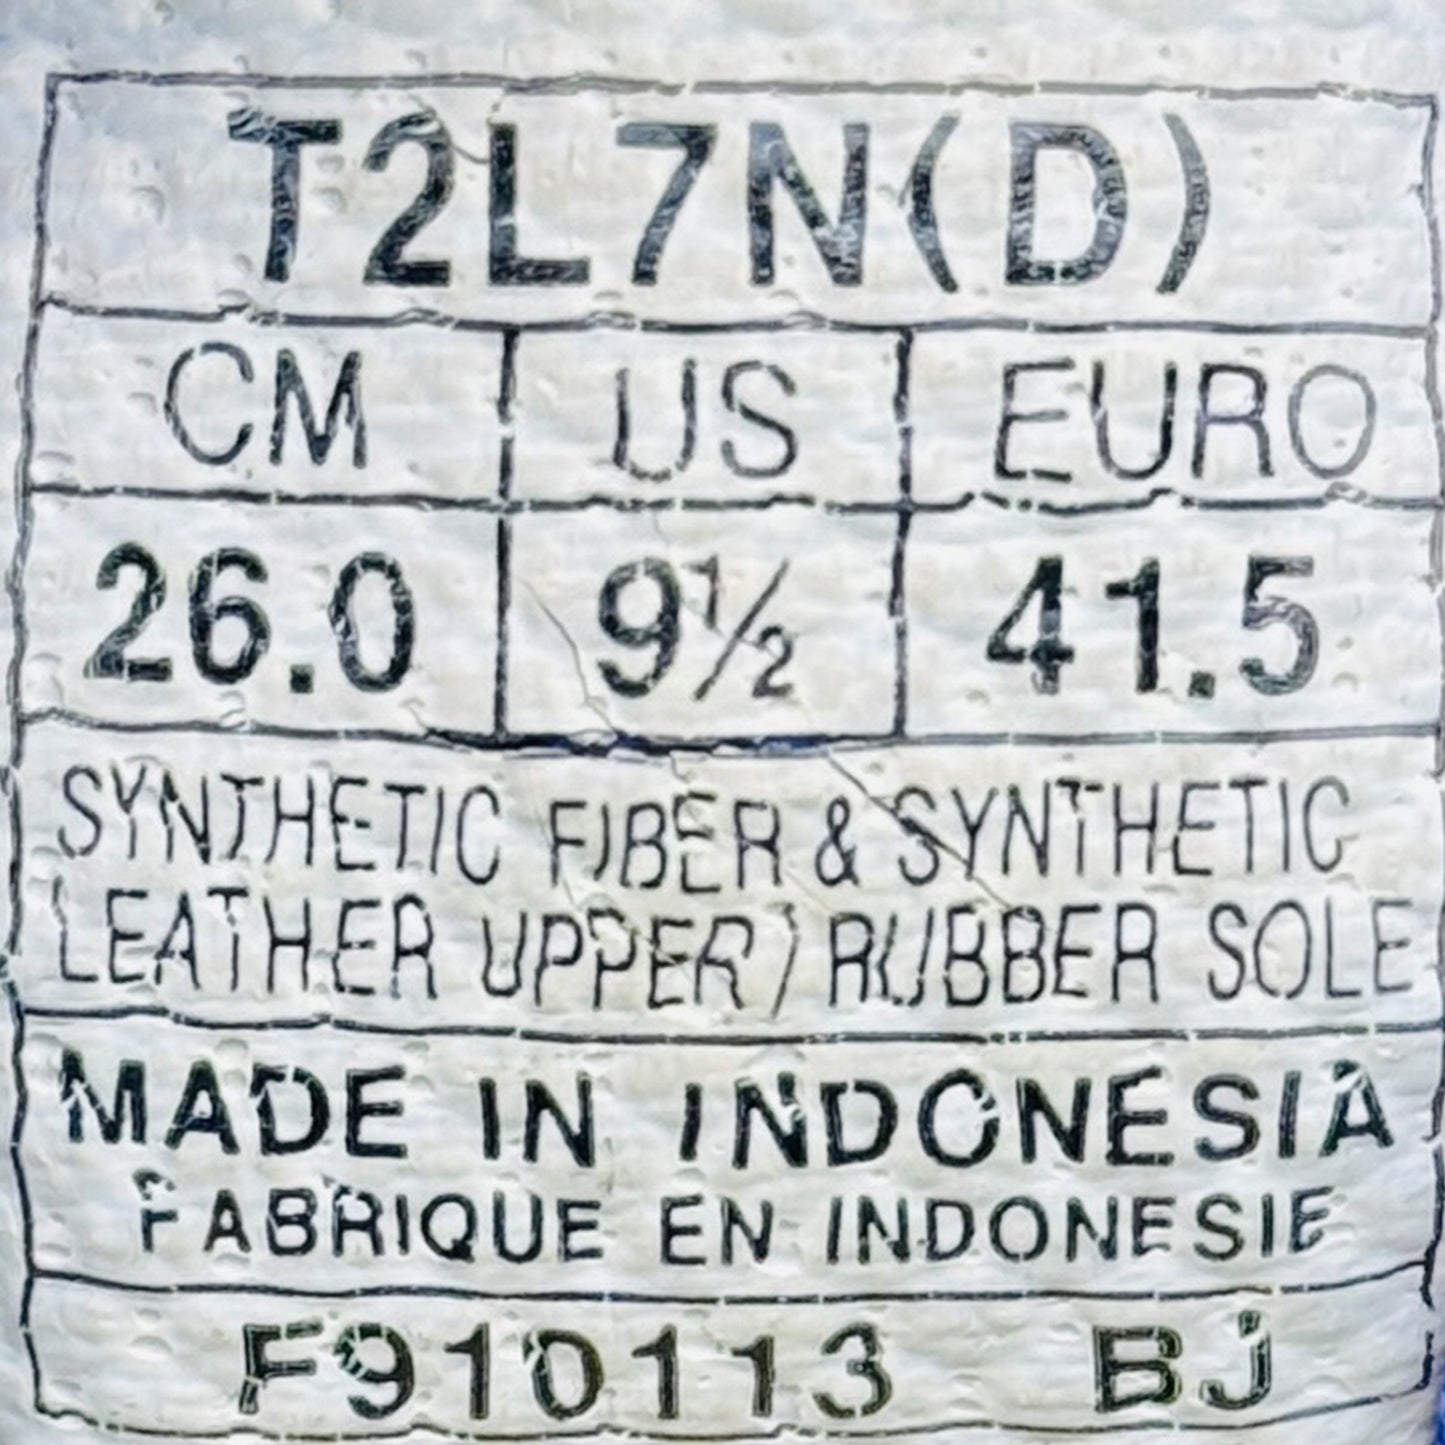 T2L7N(D)
CM US EURO
26.0 9½ 41.5
SYNTHETIC FIBER & SYNTHETIC
LEATHER UPPER / RUBBER SOLE
MADE IN INDONESIA
FABRIQUE EN INDONESIE
F910113 BJ